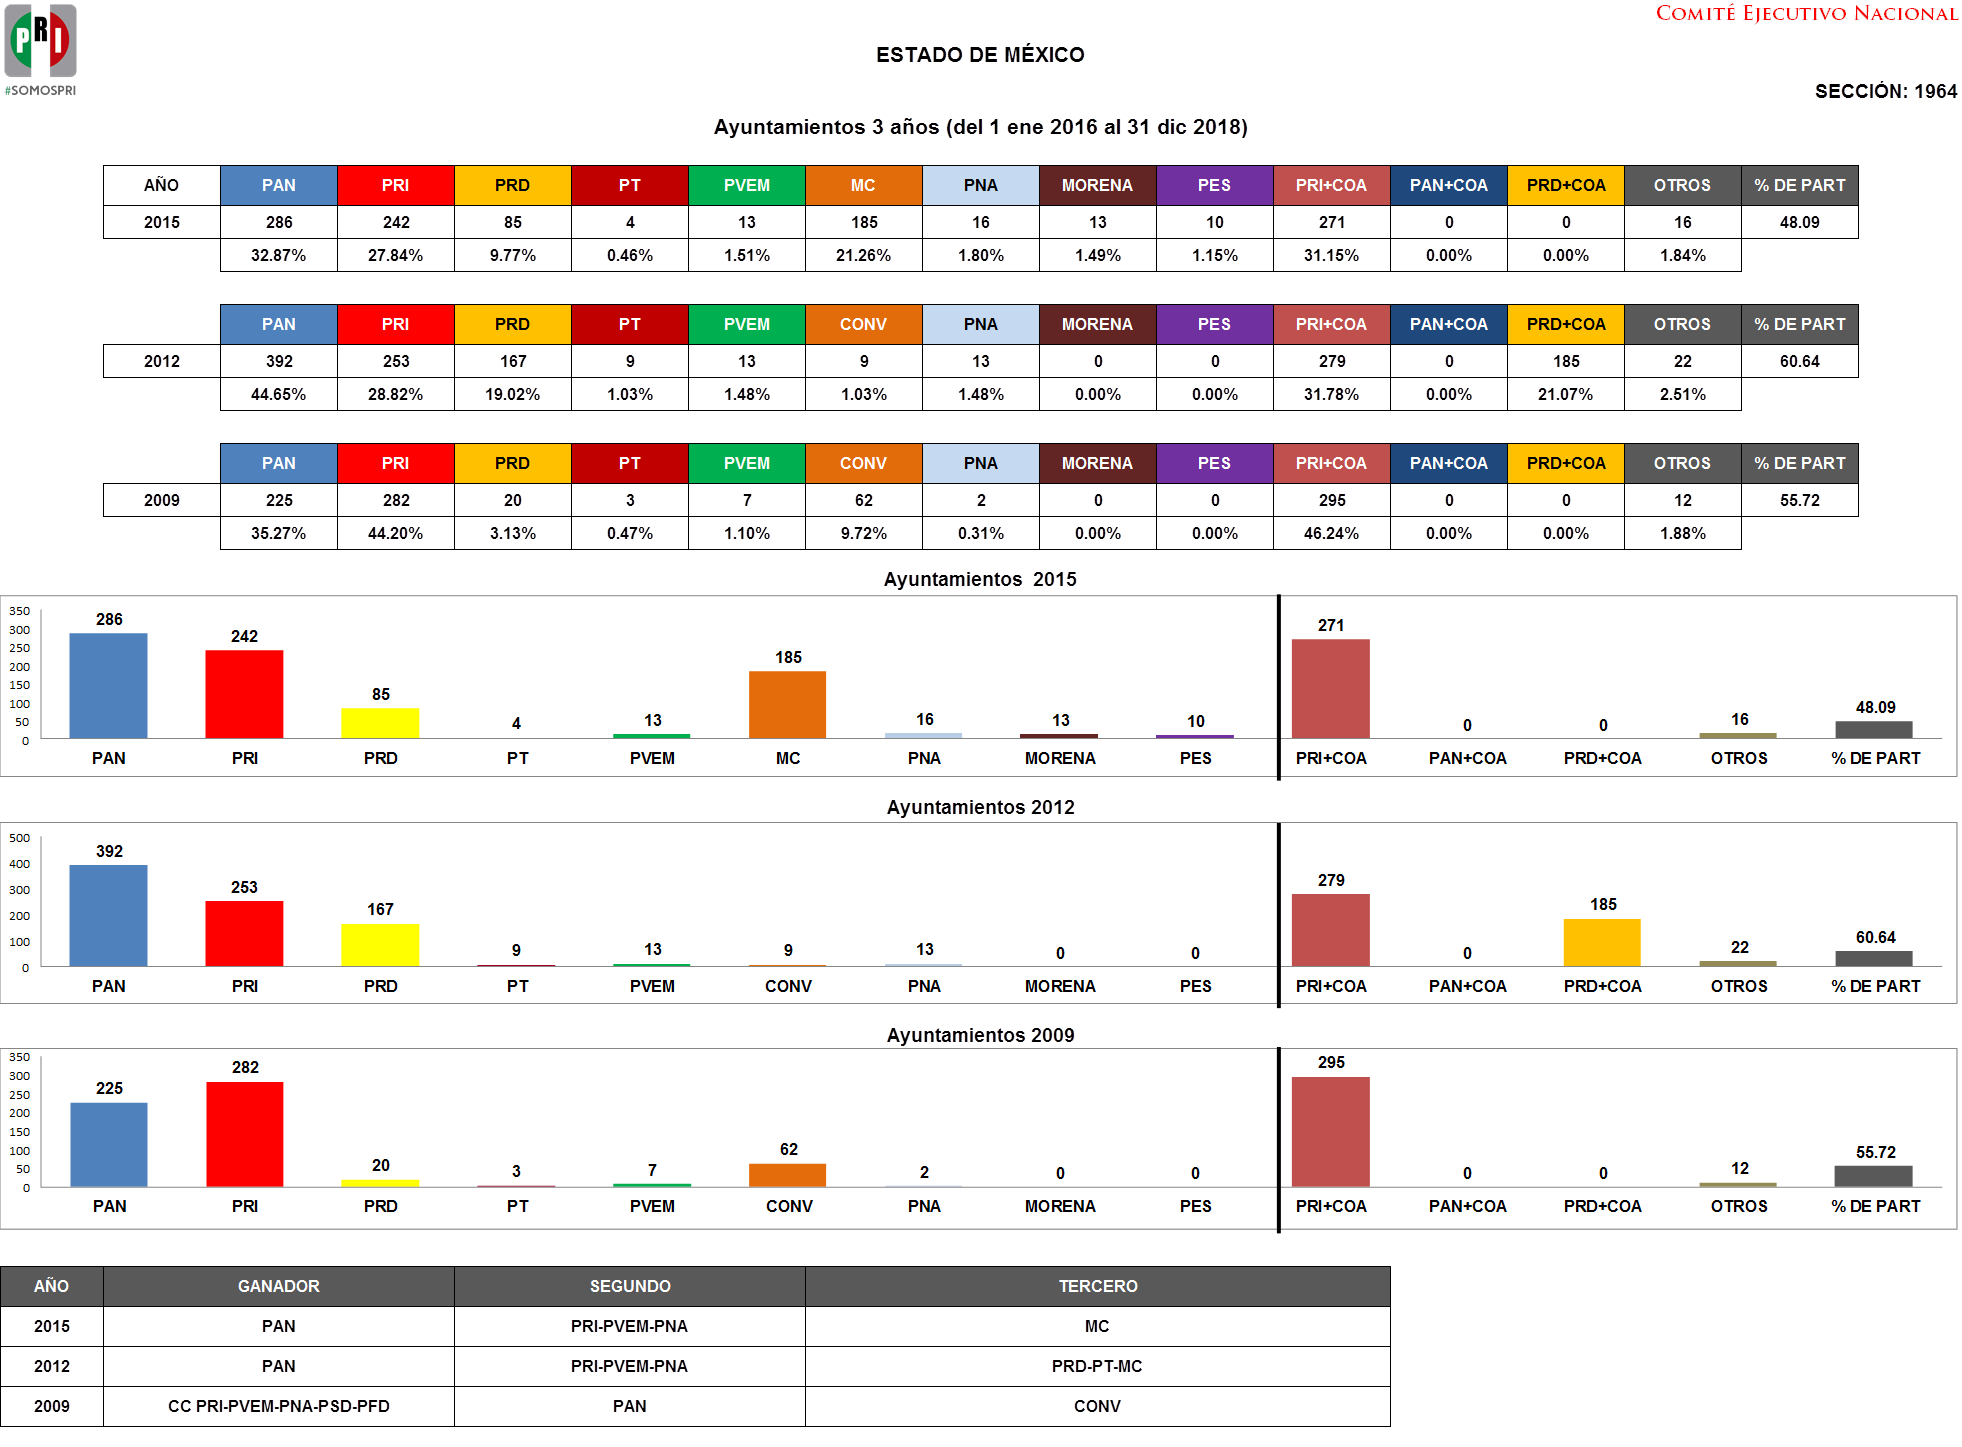 PRI
#SOMOSPRI
COMITÉ EJECUTIVO NACIONAL
ESTADO DE MÉXICO
SECCIÓN: 1964
Ayuntamientos 3 años (del 1 ene 2016 al 31 dic 2018)
AÑO PAN PRI PRD PT PVEM MC PNA MORENA PES PRI+COA PAN+COA PRD+COA OTROS % DE PART
2015 286 242 85 4 13 185 16 13 10 271 0 0 16 48.09
32.87% 27.84% 9.77% 0.46% 1.51% 21.26% 1.80% 1.49% 1.15% 31.15% 0.00% 0.00% 1.84%
PAN PRI PRD PT PVEM CONV PNA MORENA PES PRI+COA PAN+COA PRD+COA OTROS % DE PART
2012 392 253 167 9 13 9 13 0 0 279 0 185 22 60.64
44.65% 28.82% 19.02% 1.03% 1.48% 1.03% 1.48% 0.00% 0.00% 31.78% 0.00% 21.07% 2.51%
PAN PRI PRD PT PVEM CONV PNA MORENA PES PRI+COA PAN+COA PRD+COA OTROS % DE PART
2009 225 282 20 3 7 62 2 0 0 295 0 0 12 55.72
35.27% 44.20% 3.13% 0.47% 1.10% 9.72% 0.31% 0.00% 0.00% 46.24% 0.00% 0.00% 1.88%
Ayuntamientos 2015
350
300
250
200
150
100
50
0
286 242 85 4 13 185 16 13 10 271 0 0 16 48.09
PAN PRI PRD PT PVEM MC PNA MORENA PES PRI+COA PAN+COA PRD+COA OTROS % DE PART
Ayuntamientos 2012
500
400
300
200
100
0
392 253 167 9 13 9 13 0 0 279 0 185 22 60.64
PAN PRI PRD PT PVEM CONV PNA MORENA PES PRI+COA PAN+COA PRD+COA OTROS % DE PART
Ayuntamientos 2009
350
300
250
200
150
100
50
0
225 282 20 3 7 62 2 0 0 295 0 0 12 55.72
PAN PRI PRD PT PVEM CONV PNA MORENA PES PRI+COA PAN+COA PRD+COA OTROS % DE PART
AÑO GANADOR SEGUNDO TERCERO
2015 PAN PRI-PVEM-PNA MC
2012 PAN PRI-PVEM-PNA PRD-PT-MC
2009 CC PRI-PVEM-PNA-PSD-PFD PAN CONV